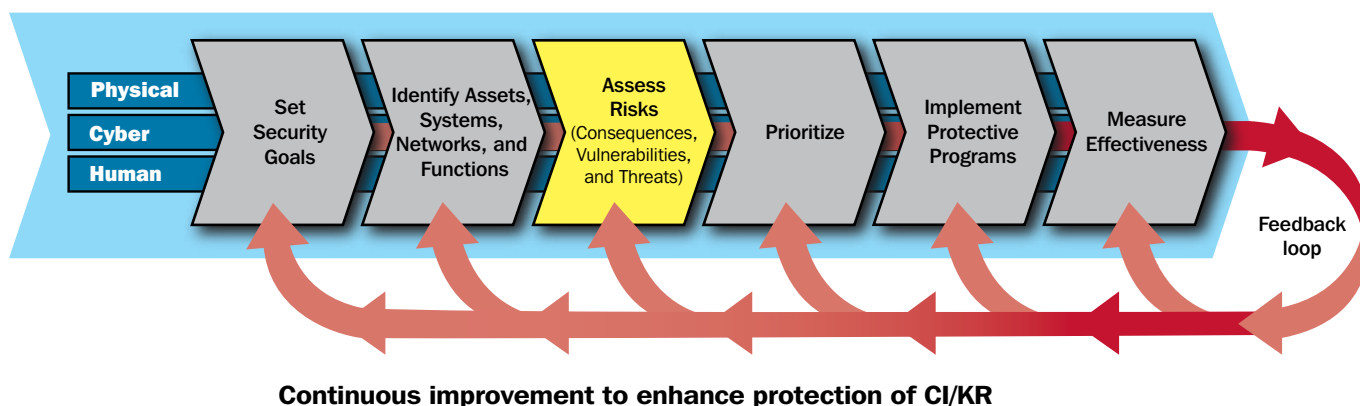 Physical
Cyber
Human
Set
Security
Goals
Identify Assets,
Systems,
Networks, and
Functions
Assess
Risks
(Consequences,
Vulnerabilities,
and Threats)
Prioritize
Implement
Protective
Programs
Measure
Effectiveness
Feedback
loop
Continuous improvement to enhance protection of CI/KR